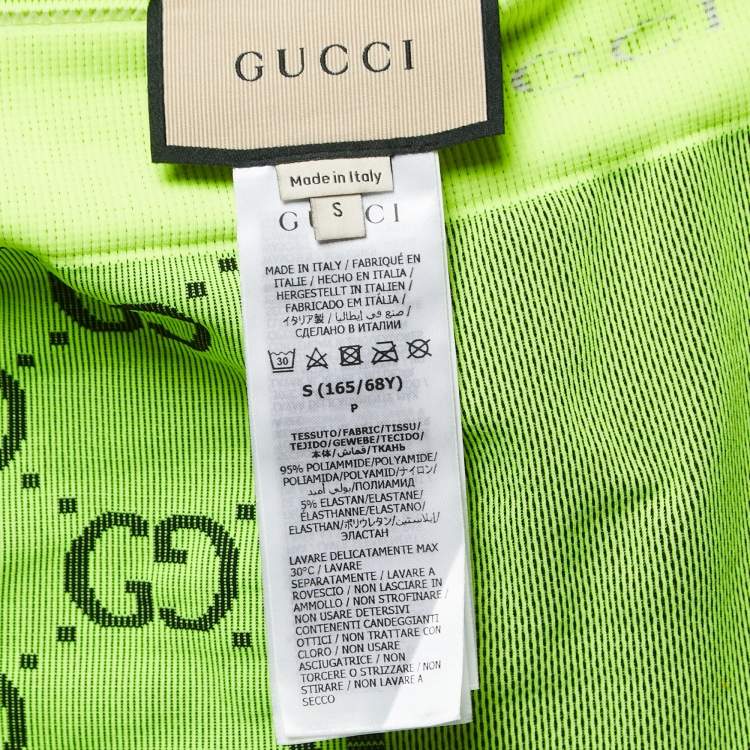 GUCCI
Made in Italy
S
GUCCI
MADE IN ITALY / FABRIQUÉ EN
ITALIE / HECHO EN ITALIA /
HERGESTELLT IN ITALIEN /
FABRICADO EM ITÁLIA /
イタリア製 / صنع في إيطاليا /
СДЕЛАНО В ИТАЛИИ
30
S (165/68Y)
P
TESSUTO/FABRIC/TISSU/
TEJIDO/GEWEBE/TECIDO/
本体/قماش/ТКАНЬ
95% POLIAMMIDE/POLYAMIDE/
POLIAMIDA/POLYAMID/ナイロン/
بولي أميد/ПОЛИАМИД
5% ELASTAN/ELASTANE/
ÉLASTHANNE/ELASTANO/
ELASTHAN/ポリウレタン/إيلاستين/
ЭЛАСТАН
LAVARE DELICATAMENTE MAX
30°C / LAVARE
SEPARATAMENTE / LAVARE A
ROVESCIO / NON LASCIARE IN
AMMOLLO / NON STROFINARE /
NON USARE DETERSIVI
CONTENENTI CANDEGGIANTI
OTTICI / NON TRATTARE CON
CLORO / NON USARE
ASCIUGATRICE / NON
TORCERE O STRIZZARE / NON
STIRARE / NON LAVARE A
SECCO